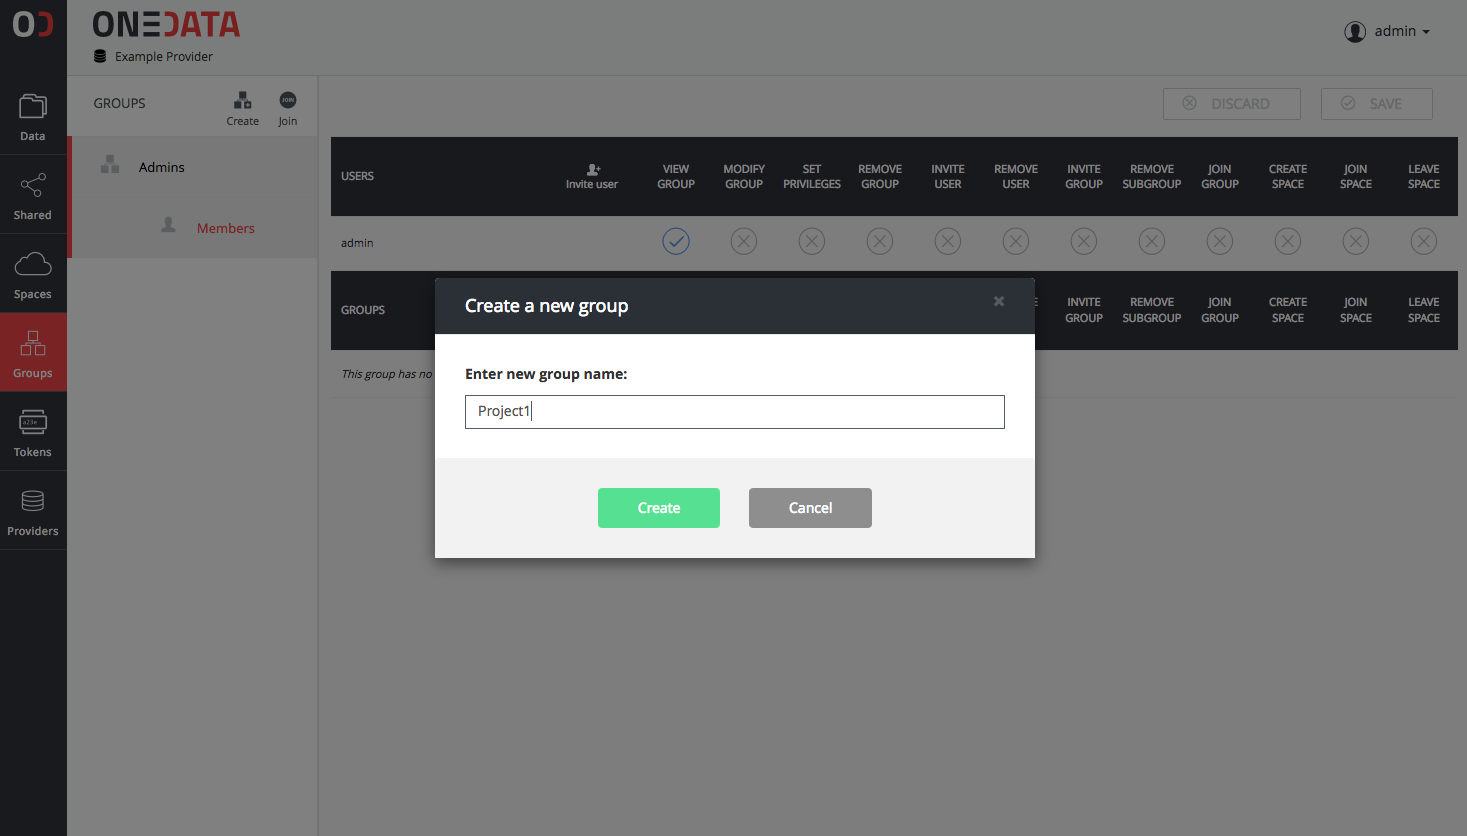 OD
ONEDATA
Example Provider
admin
Data
Shared
Spaces
Groups
a23e
Tokens
Providers
GROUPS
Create
JOIN
Join
Admins
Members
DISCARD
SAVE
USERS
Invite user
VIEW GROUP
MODIFY GROUP
SET PRIVILEGES
REMOVE GROUP
INVITE USER
REMOVE USER
INVITE GROUP
REMOVE SUBGROUP
JOIN GROUP
CREATE SPACE
JOIN SPACE
LEAVE SPACE
admin
GROUPS
INVITE GROUP
REMOVE SUBGROUP
JOIN GROUP
CREATE SPACE
JOIN SPACE
LEAVE SPACE
This group has no
Create a new group
Enter new group name:
Project1
Create
Cancel